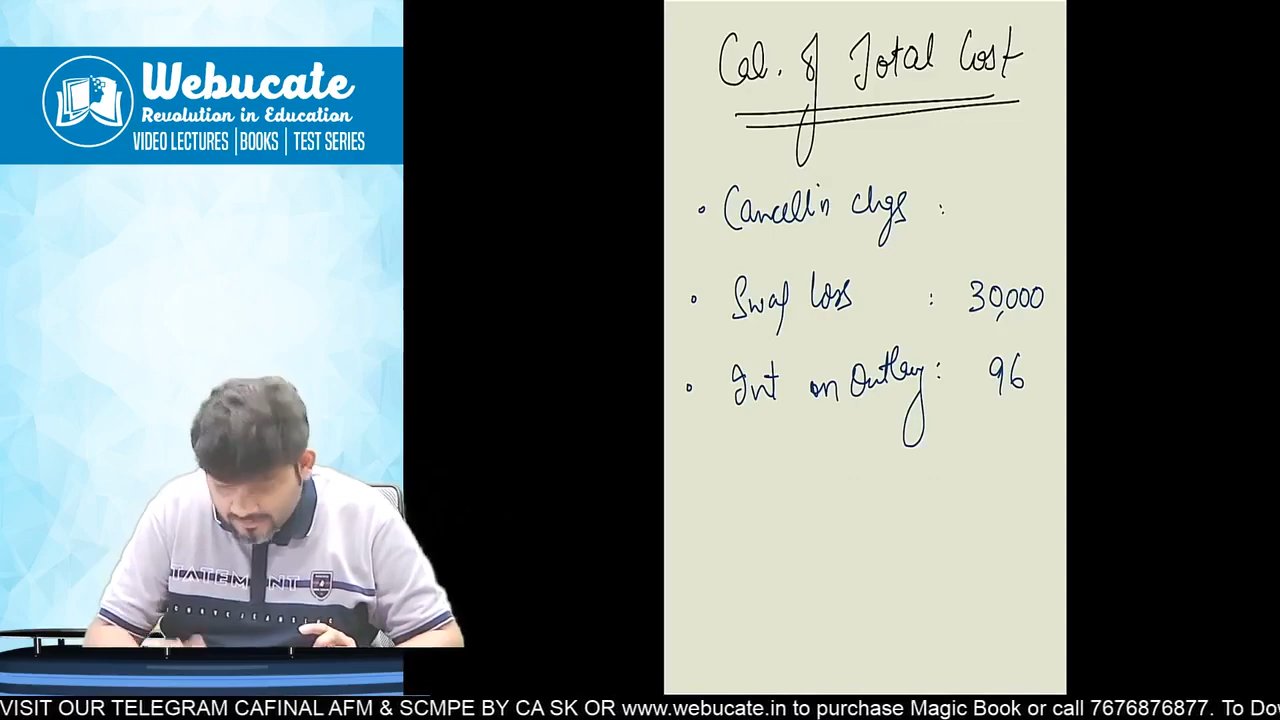 Webucate
Revolution in Education
VIDEO LECTURES | BOOKS | TEST SERIES
Cal. of Total Cost
• Cancelln chgs :
• Swap loss : 30,000
• Int on Outlay : 96
TATEMENT
VISIT OUR TELEGRAM CAFINAL AFM & SCMPE BY CA SK OR www.webucate.in to purchase Magic Book or call 7676876877. To Do